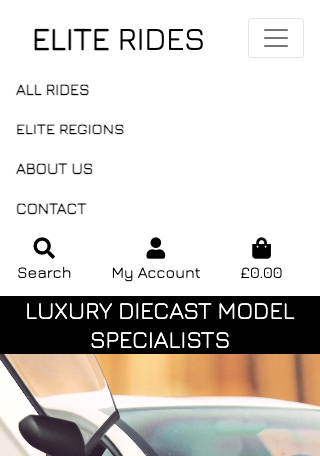 ELITE RIDES
ALL RIDES
ELITE REGIONS
ABOUT US
CONTACT
Search
My Account
£0.00
LUXURY DIECAST MODEL
SPECIALISTS